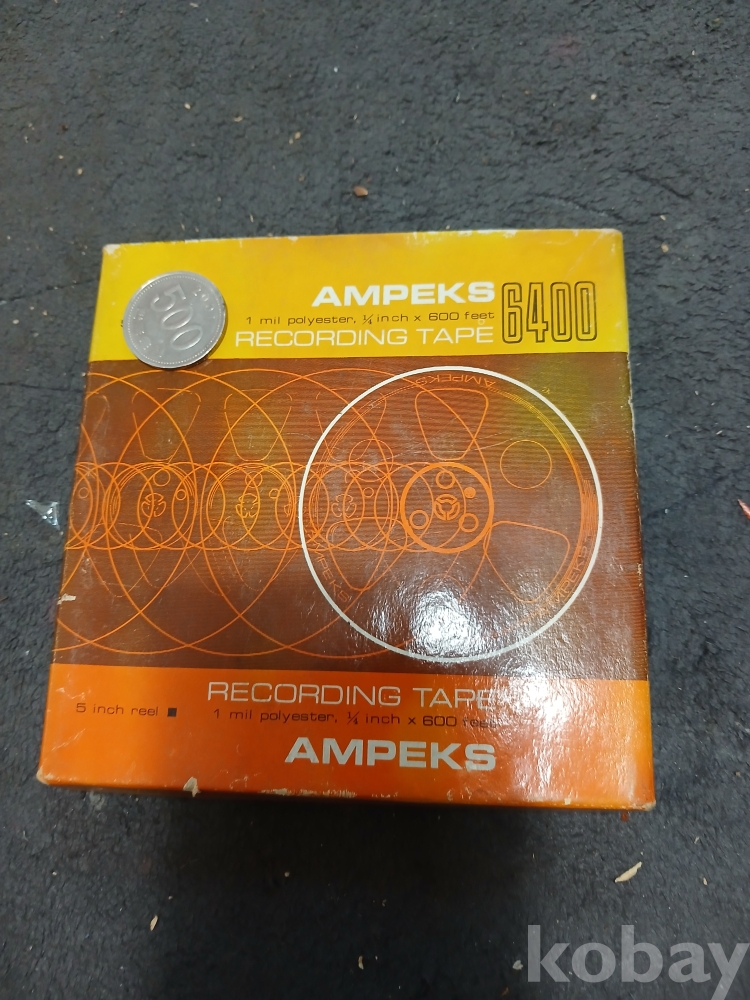 500
AMPEKS 6400
1 mil polyester, ¼ inch x 600 feet
RECORDING TAPE
AMPEKS
AMPEKS
RECORDING TAPE
5 inch reel ■ 1 mil polyester, ¼ inch x 600 feet
AMPEKS
kobay